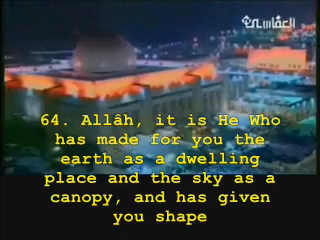 العفاسي
64. Allâh, it is He Who
has made for you the
earth as a dwelling
place and the sky as a
canopy, and has given
you shape